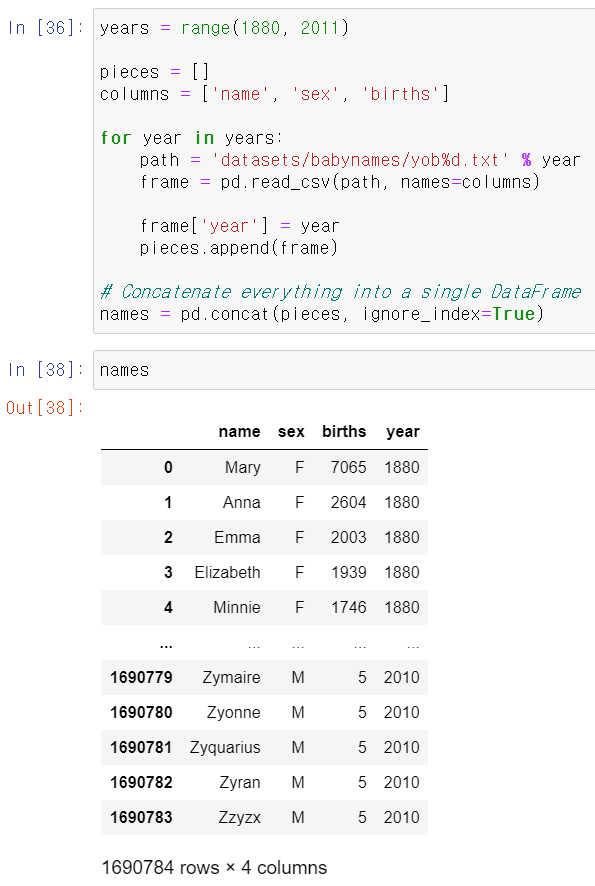 In [36]: years = range(1880, 2011)
pieces = []
columns = ['name', 'sex', 'births']
for year in years:
path = 'datasets/babynames/yob%d.txt' % year
frame = pd.read_csv(path, names=columns)
frame['year'] = year
pieces.append(frame)
# Concatenate everything into a single DataFrame
names = pd.concat(pieces, ignore_index=True)
In [38]: names
Out[38]:
name sex births year
0 Mary F 7065 1880
1 Anna F 2604 1880
2 Emma F 2003 1880
3 Elizabeth F 1939 1880
4 Minnie F 1746 1880
... ... ... ... ...
1690779 Zymaire M 5 2010
1690780 Zyonne M 5 2010
1690781 Zyquarius M 5 2010
1690782 Zyran M 5 2010
1690783 Zzyzx M 5 2010
1690784 rows × 4 columns